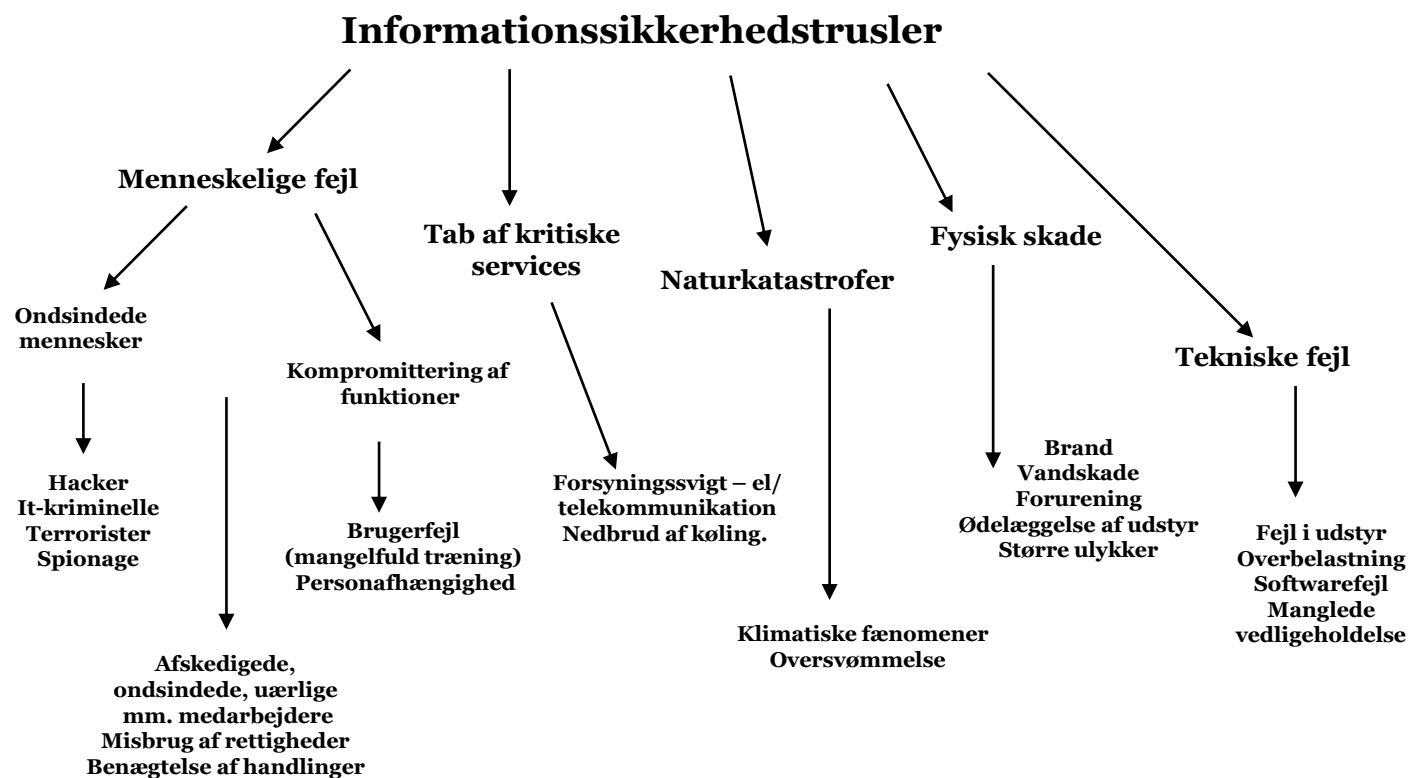 Informationssikkerhedstrusler
Menneskelige fejl
Ondsindede
mennesker
Hacker
It-kriminelle
Terrorister
Spionage
Afskedigede,
ondsindede, uærlige
mm. medarbejdere
Misbrug af rettigheder
Benægtelse af handlinger
Kompromittering af
funktioner
Brugerfejl
(mangelfuld træning)
Personafhængighed
Tab af kritiske
services
Forsyningssvigt – el/
telekommunikation
Nedbrud af køling.
Naturkatastrofer
Klimatiske fænomener
Oversvømmelse
Fysisk skade
Brand
Vandskade
Forurening
Ødelæggelse af udstyr
Større ulykker
Tekniske fejl
Fejl i udstyr
Overbelastning
Softwarefejl
Manglede
vedligeholdelse